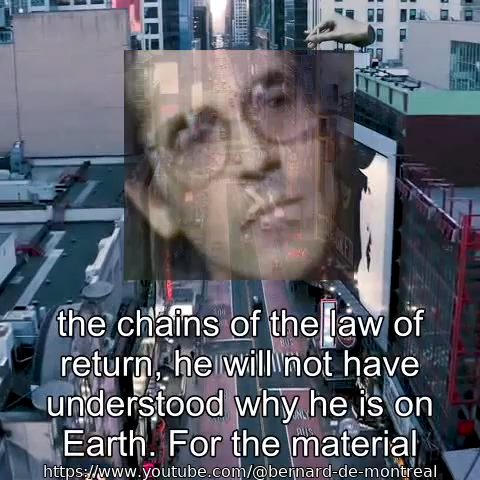 the chains of the law of
return, he will not have
understood why he is on
Earth. For the material
https://www.youtube.com/@bernard-de-montreal